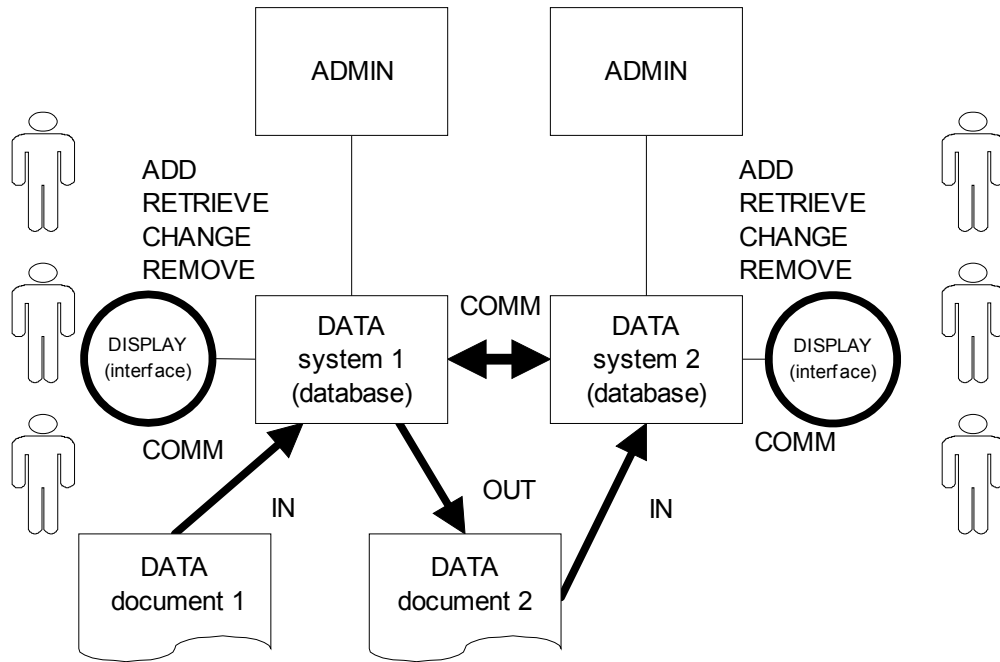 ADMIN
ADMIN
ADD
RETRIEVE
CHANGE
REMOVE
ADD
RETRIEVE
CHANGE
REMOVE
DISPLAY
(interface)
DATA
system 1
(database)
COMM
DATA
system 2
(database)
DISPLAY
(interface)
COMM
COMM
IN
OUT
IN
DATA
document 1
DATA
document 2